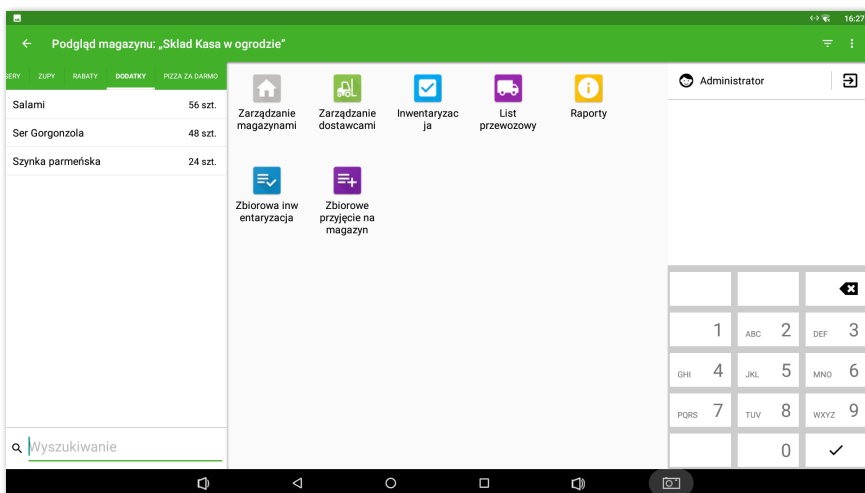 16:27
Podgląd magazynu: „Sklad Kasa w ogrodzie”
ZUPY RABATY DODATKY PIZZA ZA DARMO
Salami 56 szt.
Ser Gorgonzola 48 szt.
Szynka parmeńska 24 szt.
Wyszukiwanie
Zarządzanie
magazynami
Zarządzanie
dostawcami
Inwentaryzac
ja
List
przewozowy
Raporty
Zbiorowa inw
entaryzacja
Zbiorowe
przyjęcie na
magazyn
Administrator
1 ABC 2 DEF 3
GHI 4 JKL 5 MNO 6
PQRS 7 TUV 8 WXYZ 9
0